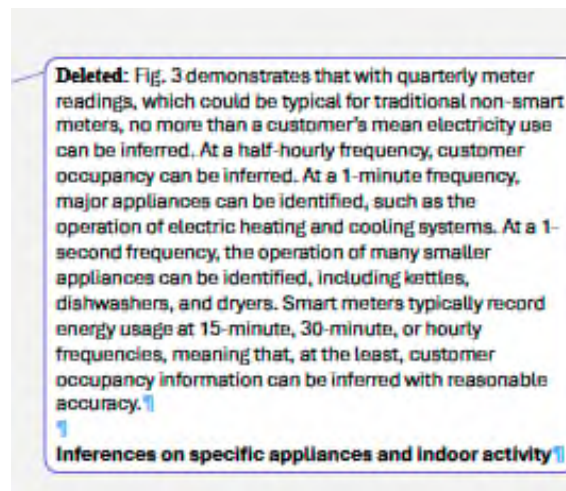 Deleted: Fig. 3 demonstrates that with quarterly meter
readings, which could be typical for traditional non-smart
meters, no more than a customer's mean electricity use
can be inferred. At a half-hourly frequency, customer
occupancy can be inferred. At a 1-minute frequency,
major appliances can be identified, such as the
operation of electric heating and cooling systems. At a 1-
second frequency, the operation of many smaller
appliances can be identified, including kettles,
dishwashers, and dryers. Smart meters typically record
energy usage at 15-minute, 30-minute, or hourly
frequencies, meaning that, at the least, customer
occupancy information can be inferred with reasonable
accuracy.¶
¶
Inferences on specific appliances and indoor activity¶